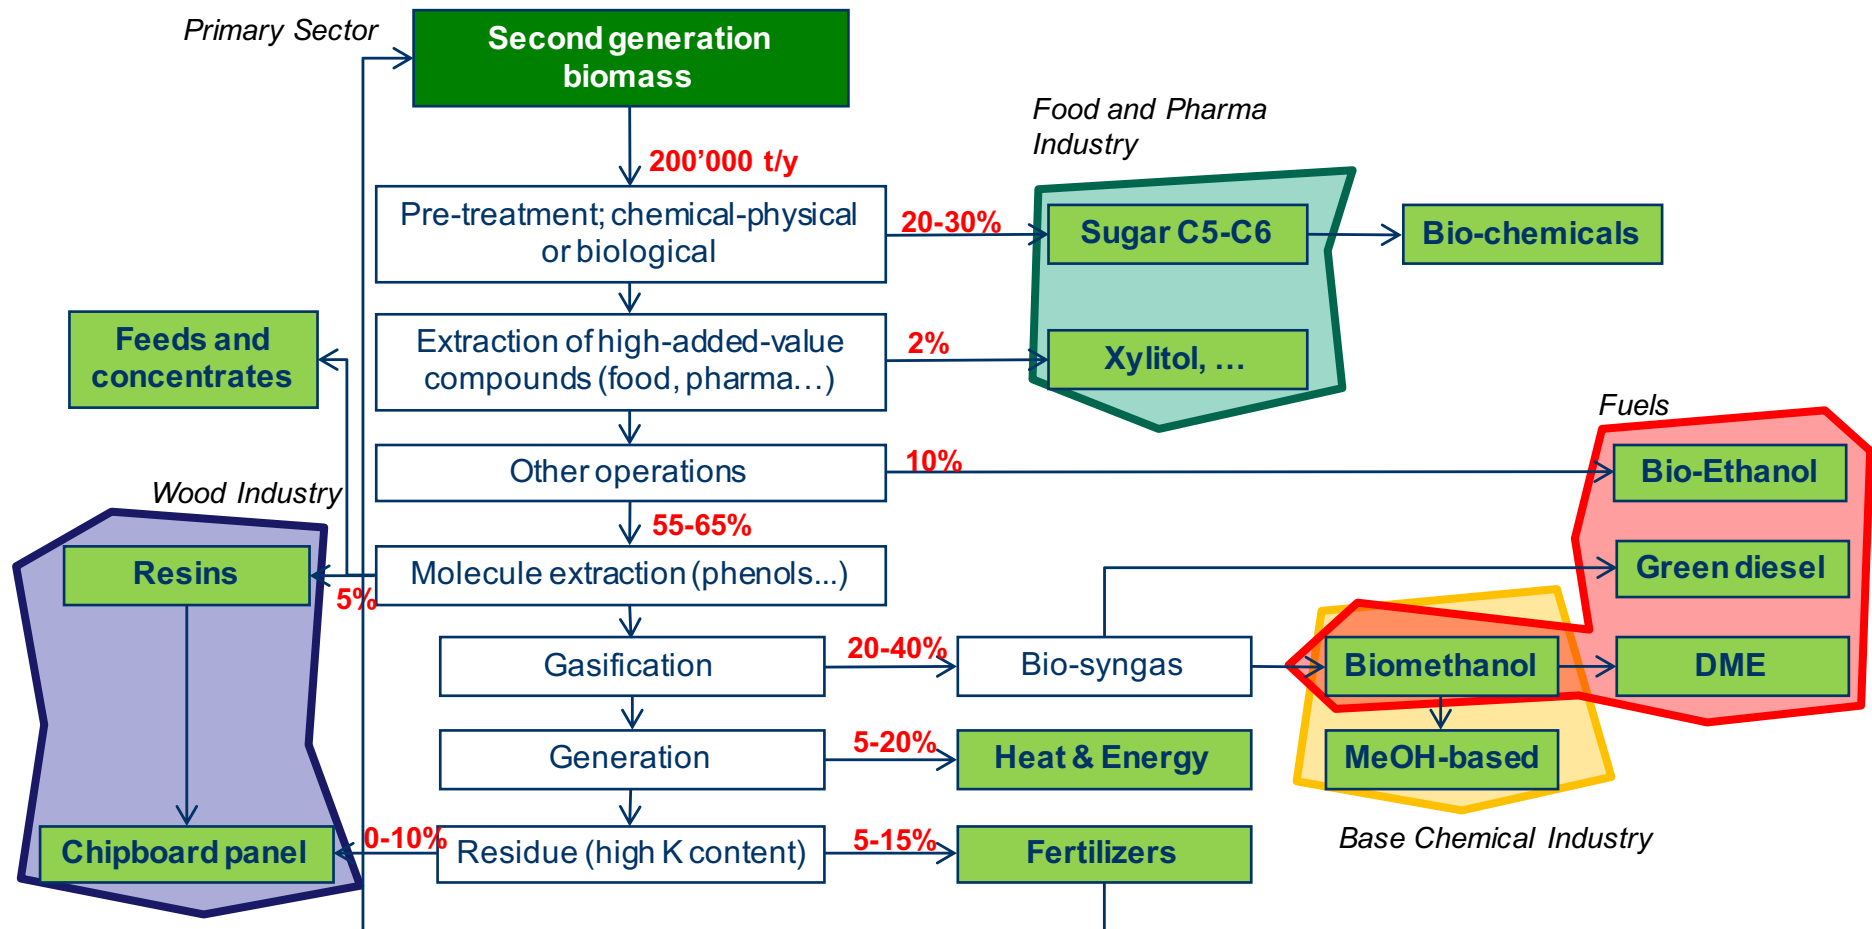 Primary Sector
Second generation
biomass
200’000 t/y
Food and Pharma
Industry
Pre-treatment; chemical-physical
or biological
20-30%
Sugar C5-C6
Bio-chemicals
Feeds and
concentrates
Extraction of high-added-value
compounds (food, pharma…)
2%
Xylitol, …
Fuels
Other operations
10%
Bio-Ethanol
Wood Industry
55-65%
Resins
5%
Molecule extraction (phenols...)
Green diesel
Gasification
20-40%
Bio-syngas
Biomethanol
DME
Generation
5-20%
Heat & Energy
MeOH-based
Base Chemical Industry
Chipboard panel
0-10%
Residue (high K content)
5-15%
Fertilizers